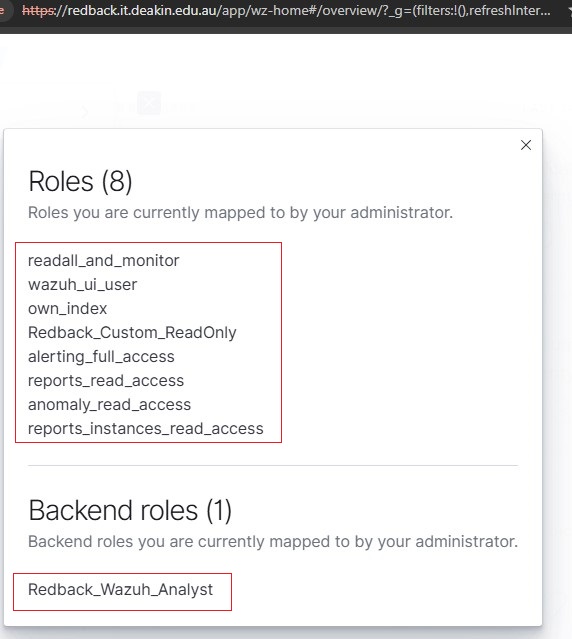 https://redback.it.deakin.edu.au/app/wz-home#/overview/?_g=(filters:!(),refreshInter...
Roles (8)
Roles you are currently mapped to by your administrator.
readall_and_monitor
wazuh_ui_user
own_index
Redback_Custom_ReadOnly
alerting_full_access
reports_read_access
anomaly_read_access
reports_instances_read_access
Backend roles (1)
Backend roles you are currently mapped to by your administrator.
Redback_Wazuh_Analyst